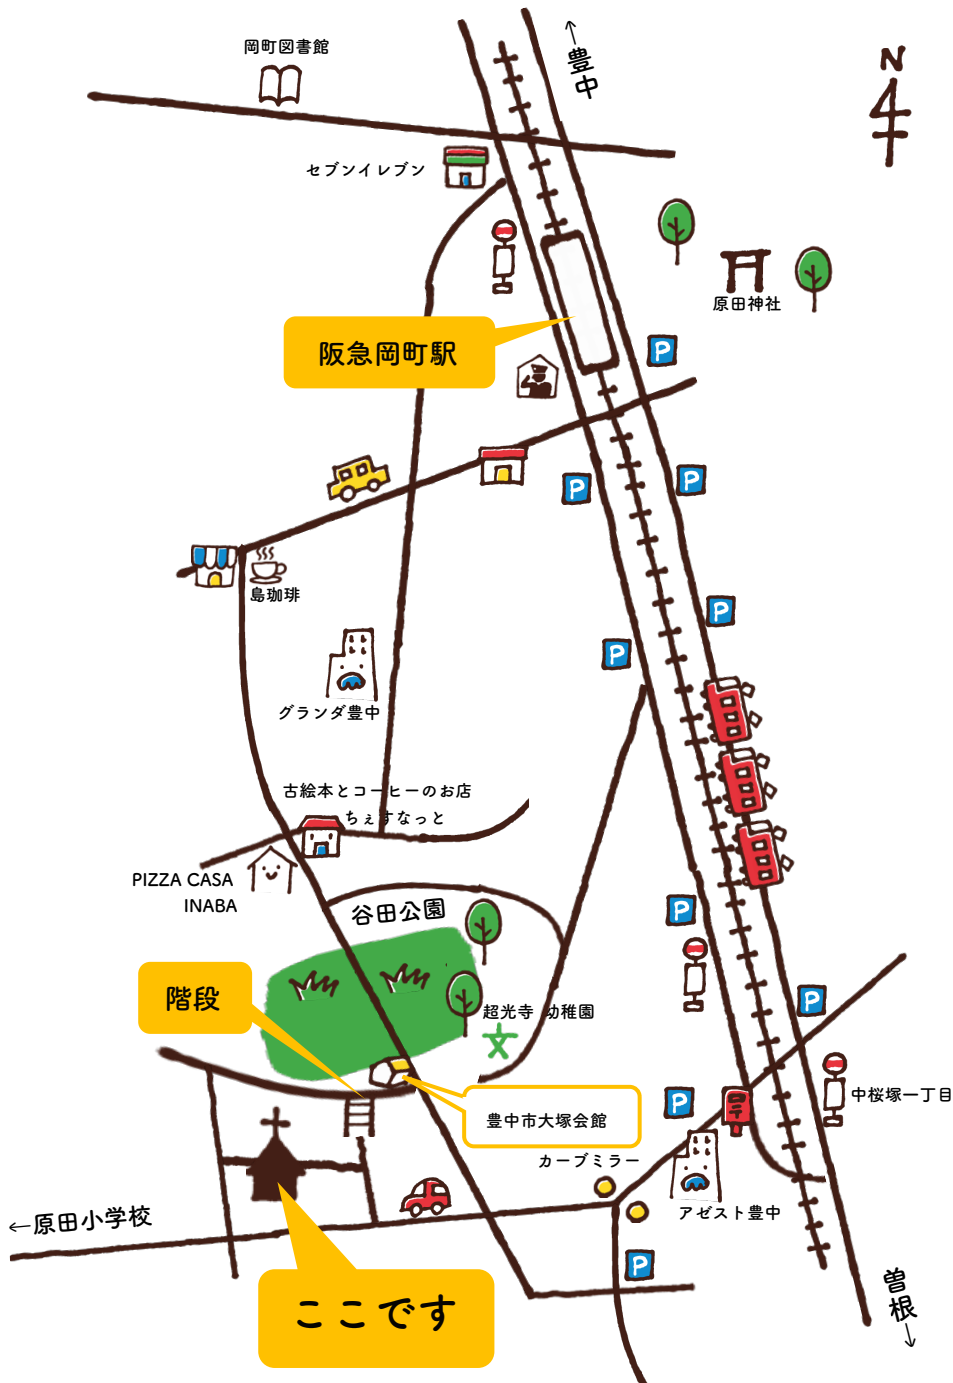 岡町図書館
←豊中
N
セブンイレブン
原田神社
阪急岡町駅
P
P
P
島珈琲
P
P
グランダ豊中
古絵本とコーヒーのお店
ちぇすなっと
PIZZA CASA
INABA
谷田公園
P
階段
超光寺 幼稚園
文
P
豊中市大塚会館
P
中桜塚一丁目
カーブミラー
アゼスト豊中
←原田小学校
P
ここです
曽根→